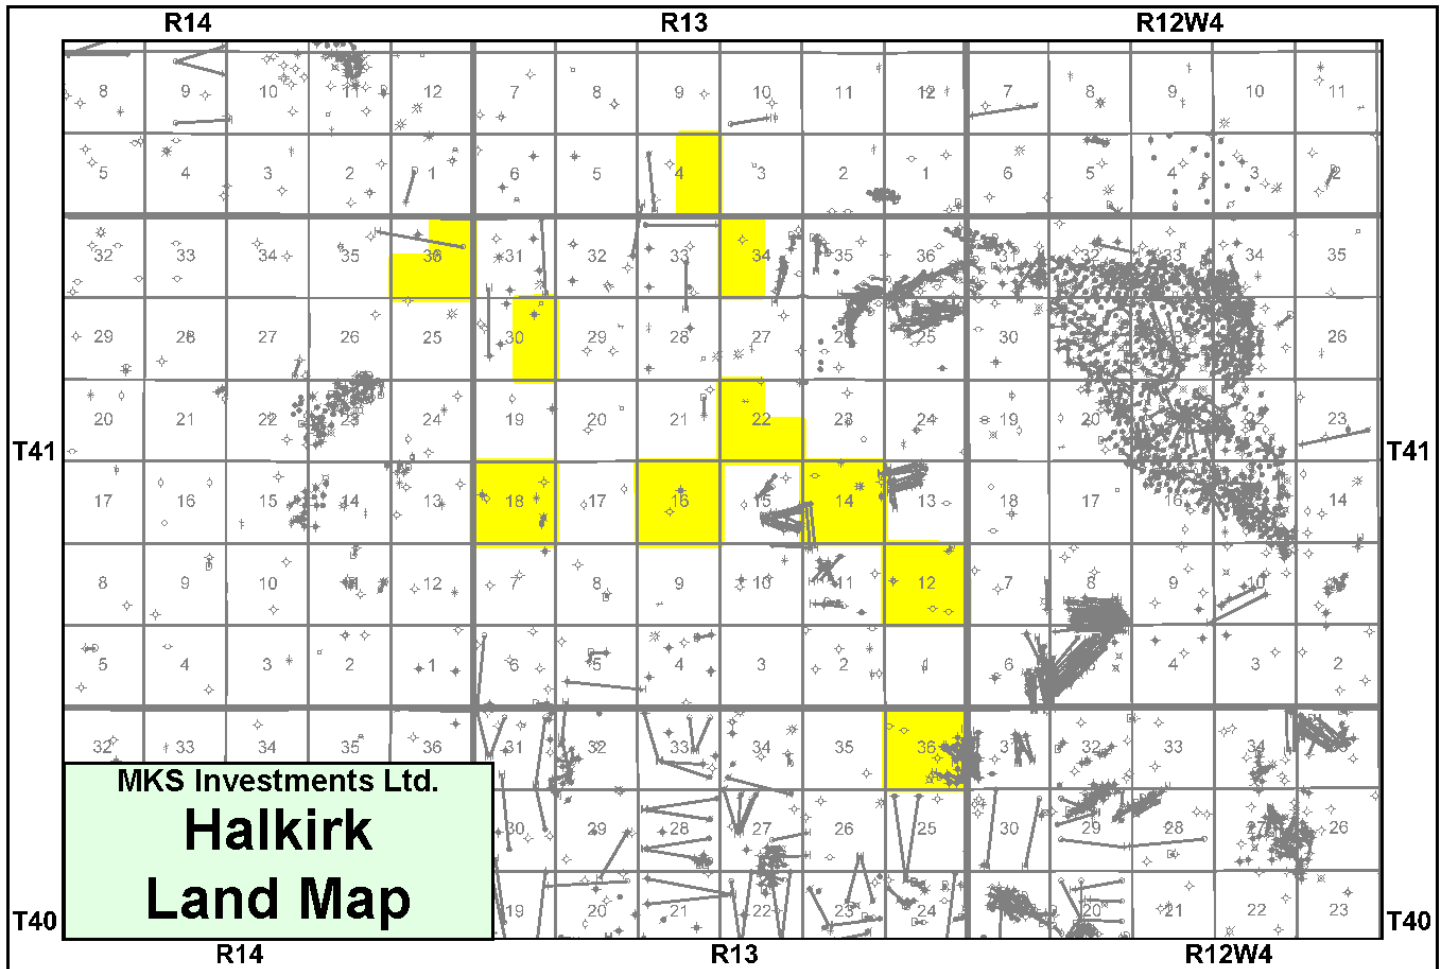 R14 R13 R12W4
8 9 10 11 12 7 8 9 10 11 12 7 8 9 10 11
5 4 3 2 1 6 5 4 3 2 1 6 5 4 3 2
32 33 34 35 36 31 32 33 34 35 36 31 32 33 34 35
29 28 27 26 25 30 29 28 27 26 30 26
20 21 22 23 24 19 20 21 22 23 24 19 20 22 23
T41 T41
17 16 15 14 13 18 17 16 15 14 13 18 17 16 14
8 9 10 11 12 7 8 9 10 11 12 7 8 9 10
5 4 3 2 1 6 5 4 3 2 1 6 4 3 2
32 33 34 35 36 31 32 33 34 35 36 31 32 33 34
MKS Investments Ltd.
Halkirk
Land Map
30 29 28 27 26 25 30 29 28 27 26
19 20 21 22 23 24 20 21 22 23
T40 T40
R14 R13 R12W4